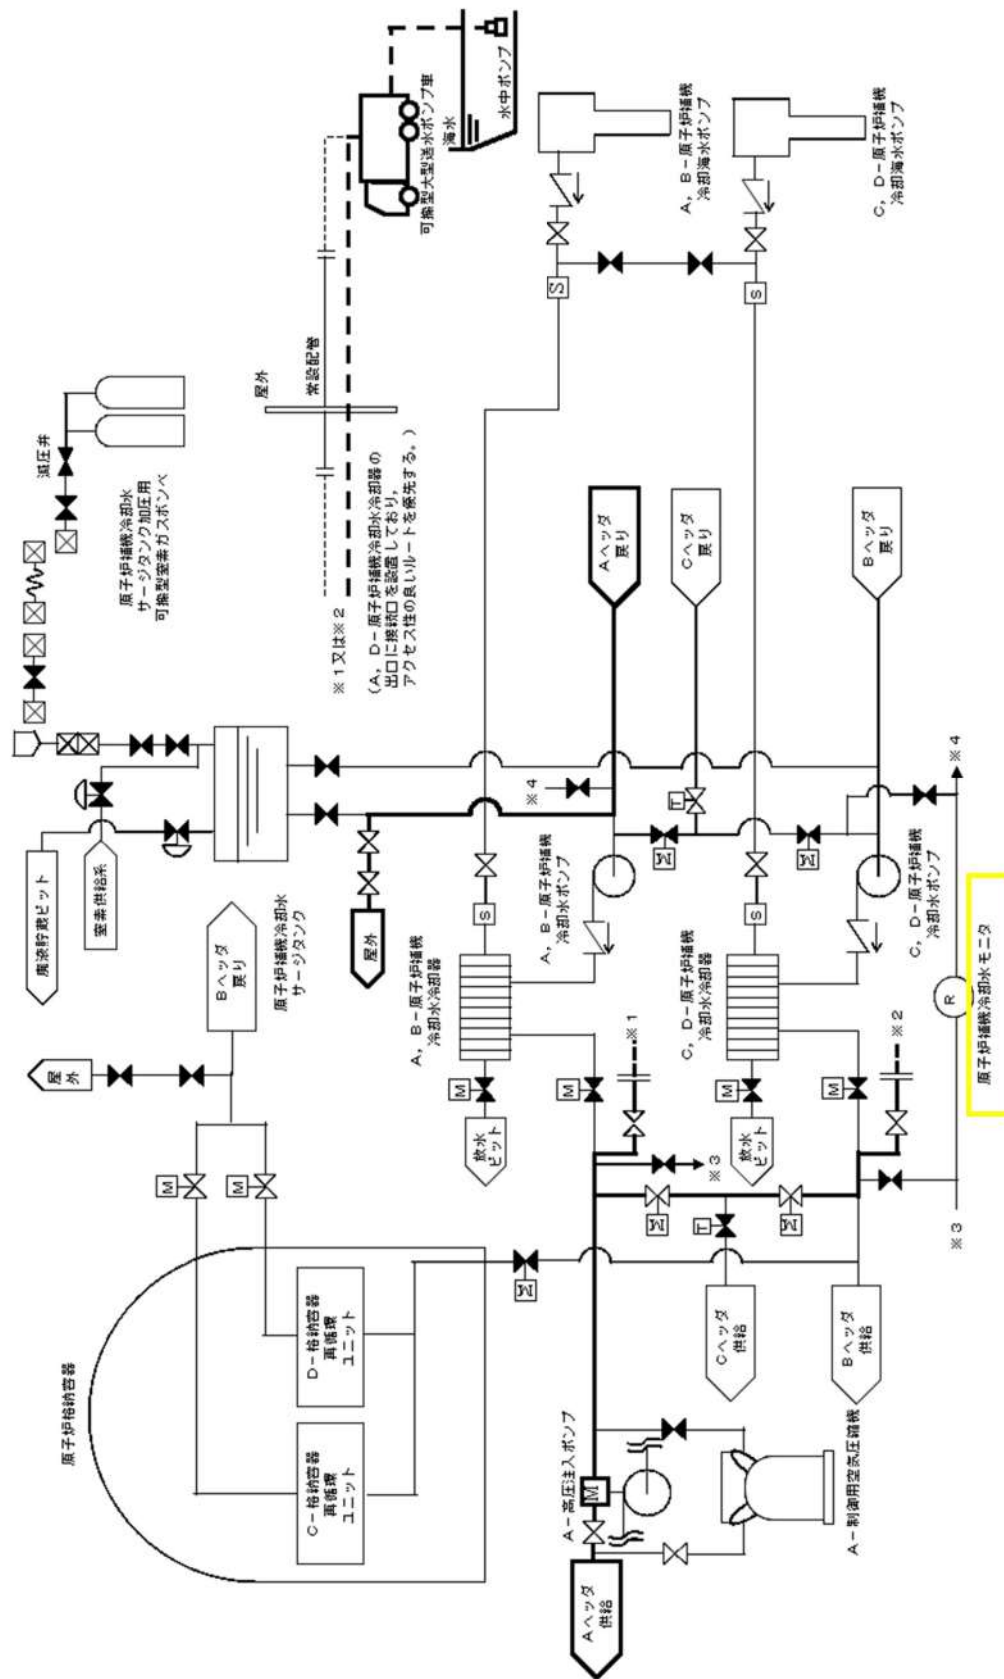 原子炉格納容器
C-格納容器
再循環
ユニット
D-格納容器
再循環
ユニット
M
M
屋外
Bヘッダ
戻り
廃液貯蔵ピット
窒素供給系
原子炉補機冷却水
サージタンク
原子炉補機冷却水
サージタンク加圧用
可搬型窒素ガスボンベ
減圧弁
屋外
常設配管
※1又は※2
(A,D-原子炉補機冷却水冷却器の
出口に接続口を設置しており,
アクセス性の良いルートを優先する。)
可搬型大型送水ポンプ車
海水
水中ポンプ
屋外
A,B-原子炉補機
冷却水冷却器
S
M
放水
ピット
M
※1
※4
A,B-原子炉補機
冷却水ポンプ
Aヘッダ
戻り
S
A,B-原子炉補機
冷却海水ポンプ
M
T
Cヘッダ
戻り
M
C,D-原子炉補機
冷却海水ポンプ
S
C,D-原子炉補機
冷却水冷却器
S
M
放水
ピット
M
※2
C,D-原子炉補機
冷却水ポンプ
Bヘッダ
戻り
※4
R
原子炉補機冷却水モニタ
※3
※3
M
T
M
M
Cヘッダ
供給
Bヘッダ
供給
A-高圧注入ポンプ
M
Aヘッダ
供給
A-制御用空気圧縮機